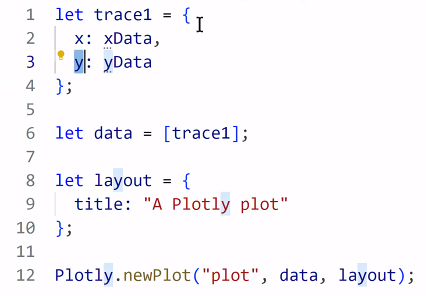 1 let trace1 = {
2   x: xData,
3   y: yData
4 };
5
6 let data = [trace1];
7
8 let layout = {
9   title: "A Plotly plot"
10 };
11
12 Plotly.newPlot("plot", data, layout);